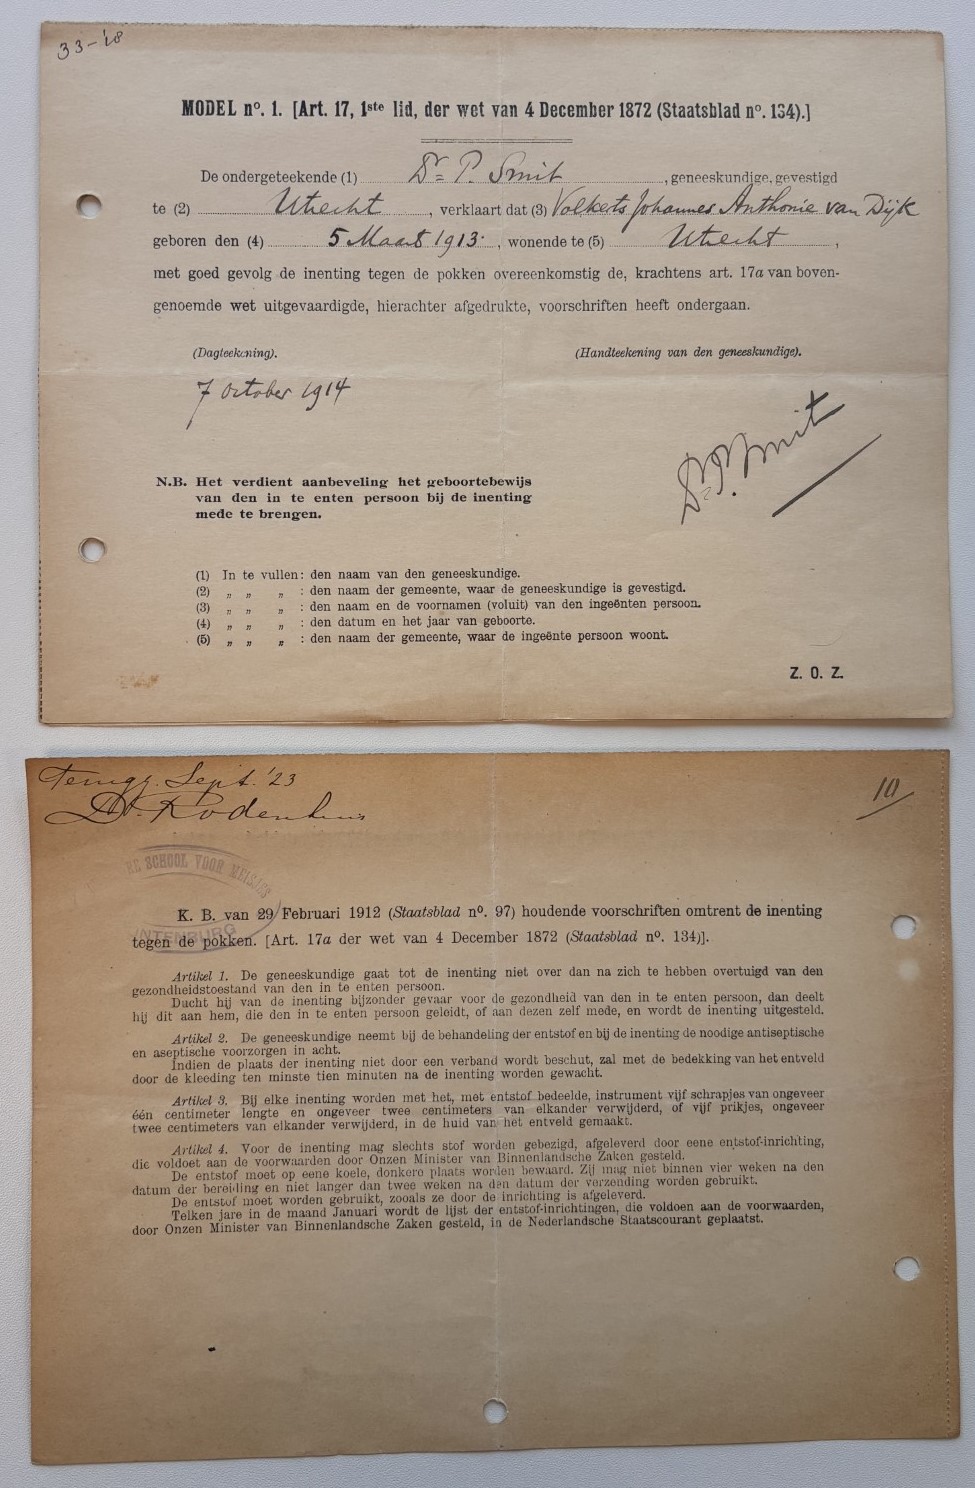 33-'18
MODEL nº. 1. [Art. 17, 1ste lid, der wet van 4 December 1872 (Staatsblad nº. 134).]
De ondergeteekende (1) Dr. P. Smit, geneeskundige, gevestigd
te (2) Utrecht, verklaart dat (3) Volkerts Johannes Anthonie van Dijk
geboren den (4) 5 Maart 1913., wonende te (5) Utrecht,
met goed gevolg de inenting tegen de pokken overeenkomstig de, krachtens art. 17a van boven-
genoemde wet uitgevaardigde, hierachter afgedrukte, voorschriften heeft ondergaan.
(Dagteekening). (Handteekening van den geneeskundige).
7 October 1914
Dr. P. Smit
N.B. Het verdient aanbeveling het geboortebewijs
van den in te enten persoon bij de inenting
mede te brengen.
(1) In te vullen: den naam van den geneeskundige.
(2) „ „ „ : den naam der gemeente, waar de geneeskundige is gevestigd.
(3) „ „ „ : den naam en de voornamen (voluit) van den ingeënten persoon.
(4) „ „ „ : den datum en het jaar van geboorte.
(5) „ „ „ : den naam der gemeente, waar de ingeënte persoon woont.
Z. O. Z.
Sept. '23
10
Dr. Rodenhuis
SCHOOL VOOR MEISJES
K. B. van 29 Februari 1912 (Staatsblad nº. 97) houdende voorschriften omtrent de inenting
tegen de pokken. [Art. 17a der wet van 4 December 1872 (Staatsblad nº. 134)].
Artikel 1. De geneeskundige gaat tot de inenting niet over dan na zich te hebben overtuigd van den
gezondheidstoestand van den in te enten persoon.
Ducht hij van de inenting bijzonder gevaar voor de gezondheid van den in te enten persoon, dan deelt
hij dit aan hem, die den in te enten persoon geleidt, of aan dezen zelf mede, en wordt de inenting uitgesteld.
Artikel 2. De geneeskundige neemt bij de behandeling der entstof en bij de inenting de noodige antiseptische
en aseptische voorzorgen in acht.
Indien de plaats der inenting niet door een verband wordt beschut, zal met de bedekking van het entveld
door de kleeding ten minste tien minuten na de inenting worden gewacht.
Artikel 3. Bij elke inenting worden met het, met entstof bedeelde, instrument vijf schrapjes van ongeveer
één centimeter lengte en ongeveer twee centimeters van elkander verwijderd, of vijf prikjes, ongeveer
twee centimeters van elkander verwijderd, in de huid van het entveld gemaakt.
Artikel 4. Voor de inenting mag slechts stof worden gebezigd, afgeleverd door eene entstof-inrichting,
die voldoet aan de voorwaarden door Onzen Minister van Binnenlandsche Zaken gesteld.
De entstof moet op eene koele, donkere plaats worden bewaard. Zij mag niet binnen vier weken na den
datum der bereiding en niet langer dan twee weken na den datum der verzending worden gebruikt.
De entstof moet worden gebruikt, zooals ze door de inrichting is afgeleverd.
Telken jare in de maand Januari wordt de lijst der entstof-inrichtingen, die voldoen aan de voorwaarden,
door Onzen Minister van Binnenlandsche Zaken gesteld, in de Nederlandsche Staatscourant geplaatst.